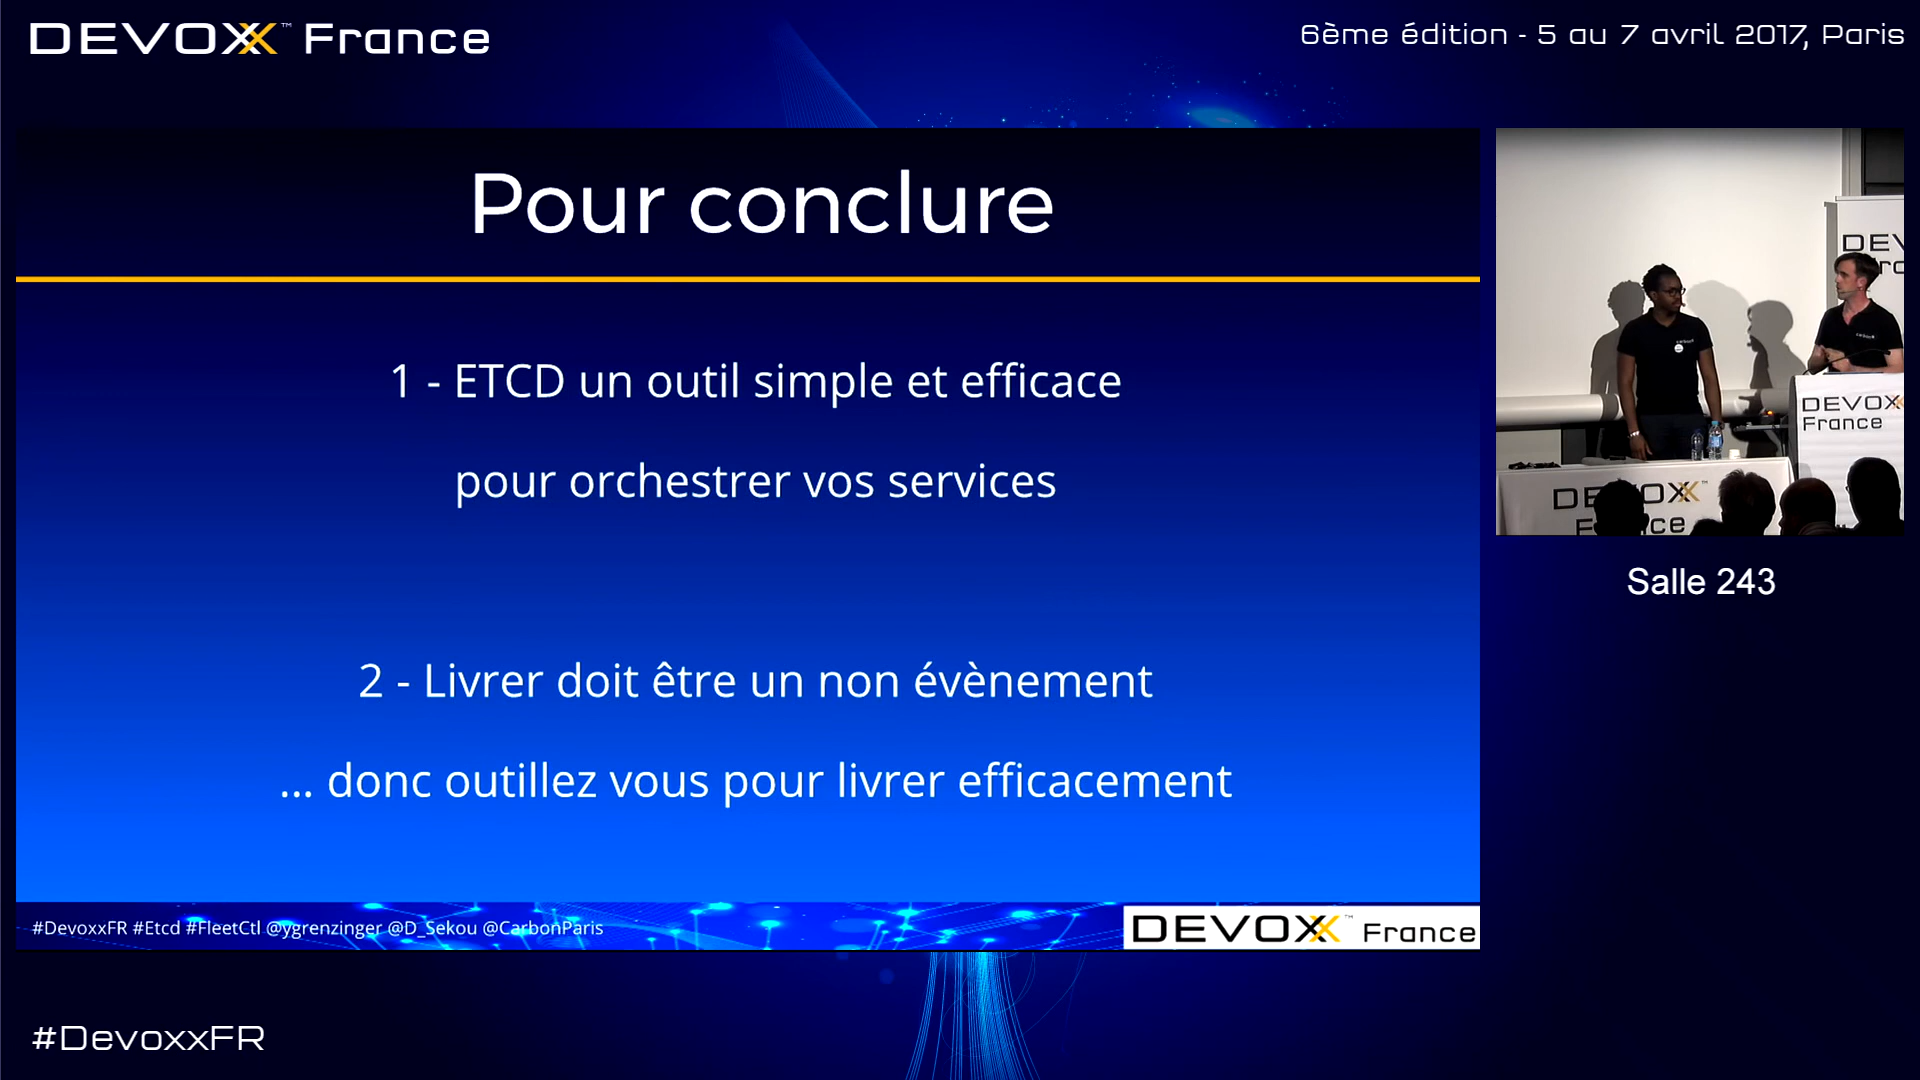 DEVOXX™ France
6ème édition - 5 au 7 avril 2017, Paris
Pour conclure
1 - ETCD un outil simple et efficace
pour orchestrer vos services
2 - Livrer doit être un non évènement
... donc outillez vous pour livrer efficacement
#DevoxxFR #Etcd #FleetCtl @ygrenzinger @D_Sekou @CarbonParis
DEVOXX™ France
DEVOXX
France
Salle 243
#DevoxxFR